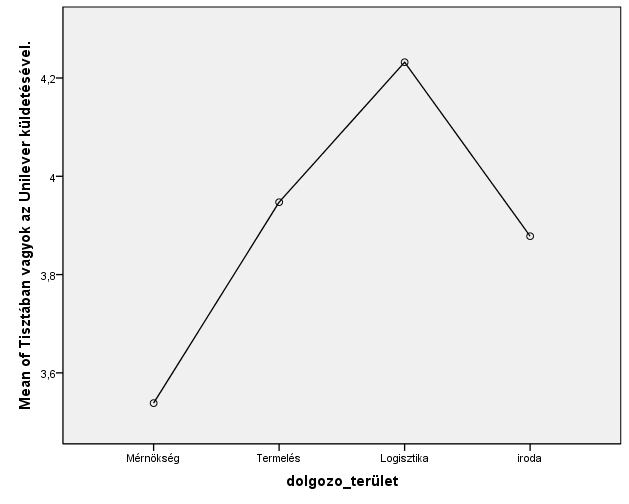 Mean of Tisztában vagyok az Unilever küldetésével.
4,2
4
3,8
3,6
Mérnökség
Termelés
Logisztika
iroda
dolgozo_terület